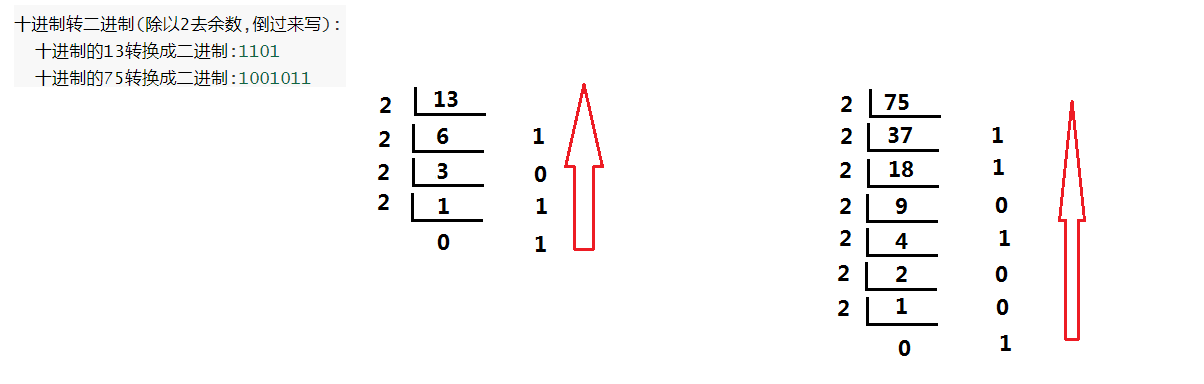 十进制转二进制(除以2去余数,倒过来写):
十进制的13转换成二进制:1101
十进制的75转换成二进制:1001011
2 13
2 6 1
2 3 0
2 1 1
0 1
2 75
2 37 1
2 18 1
2 9 0
2 4 1
2 2 0
2 1 0
0 1